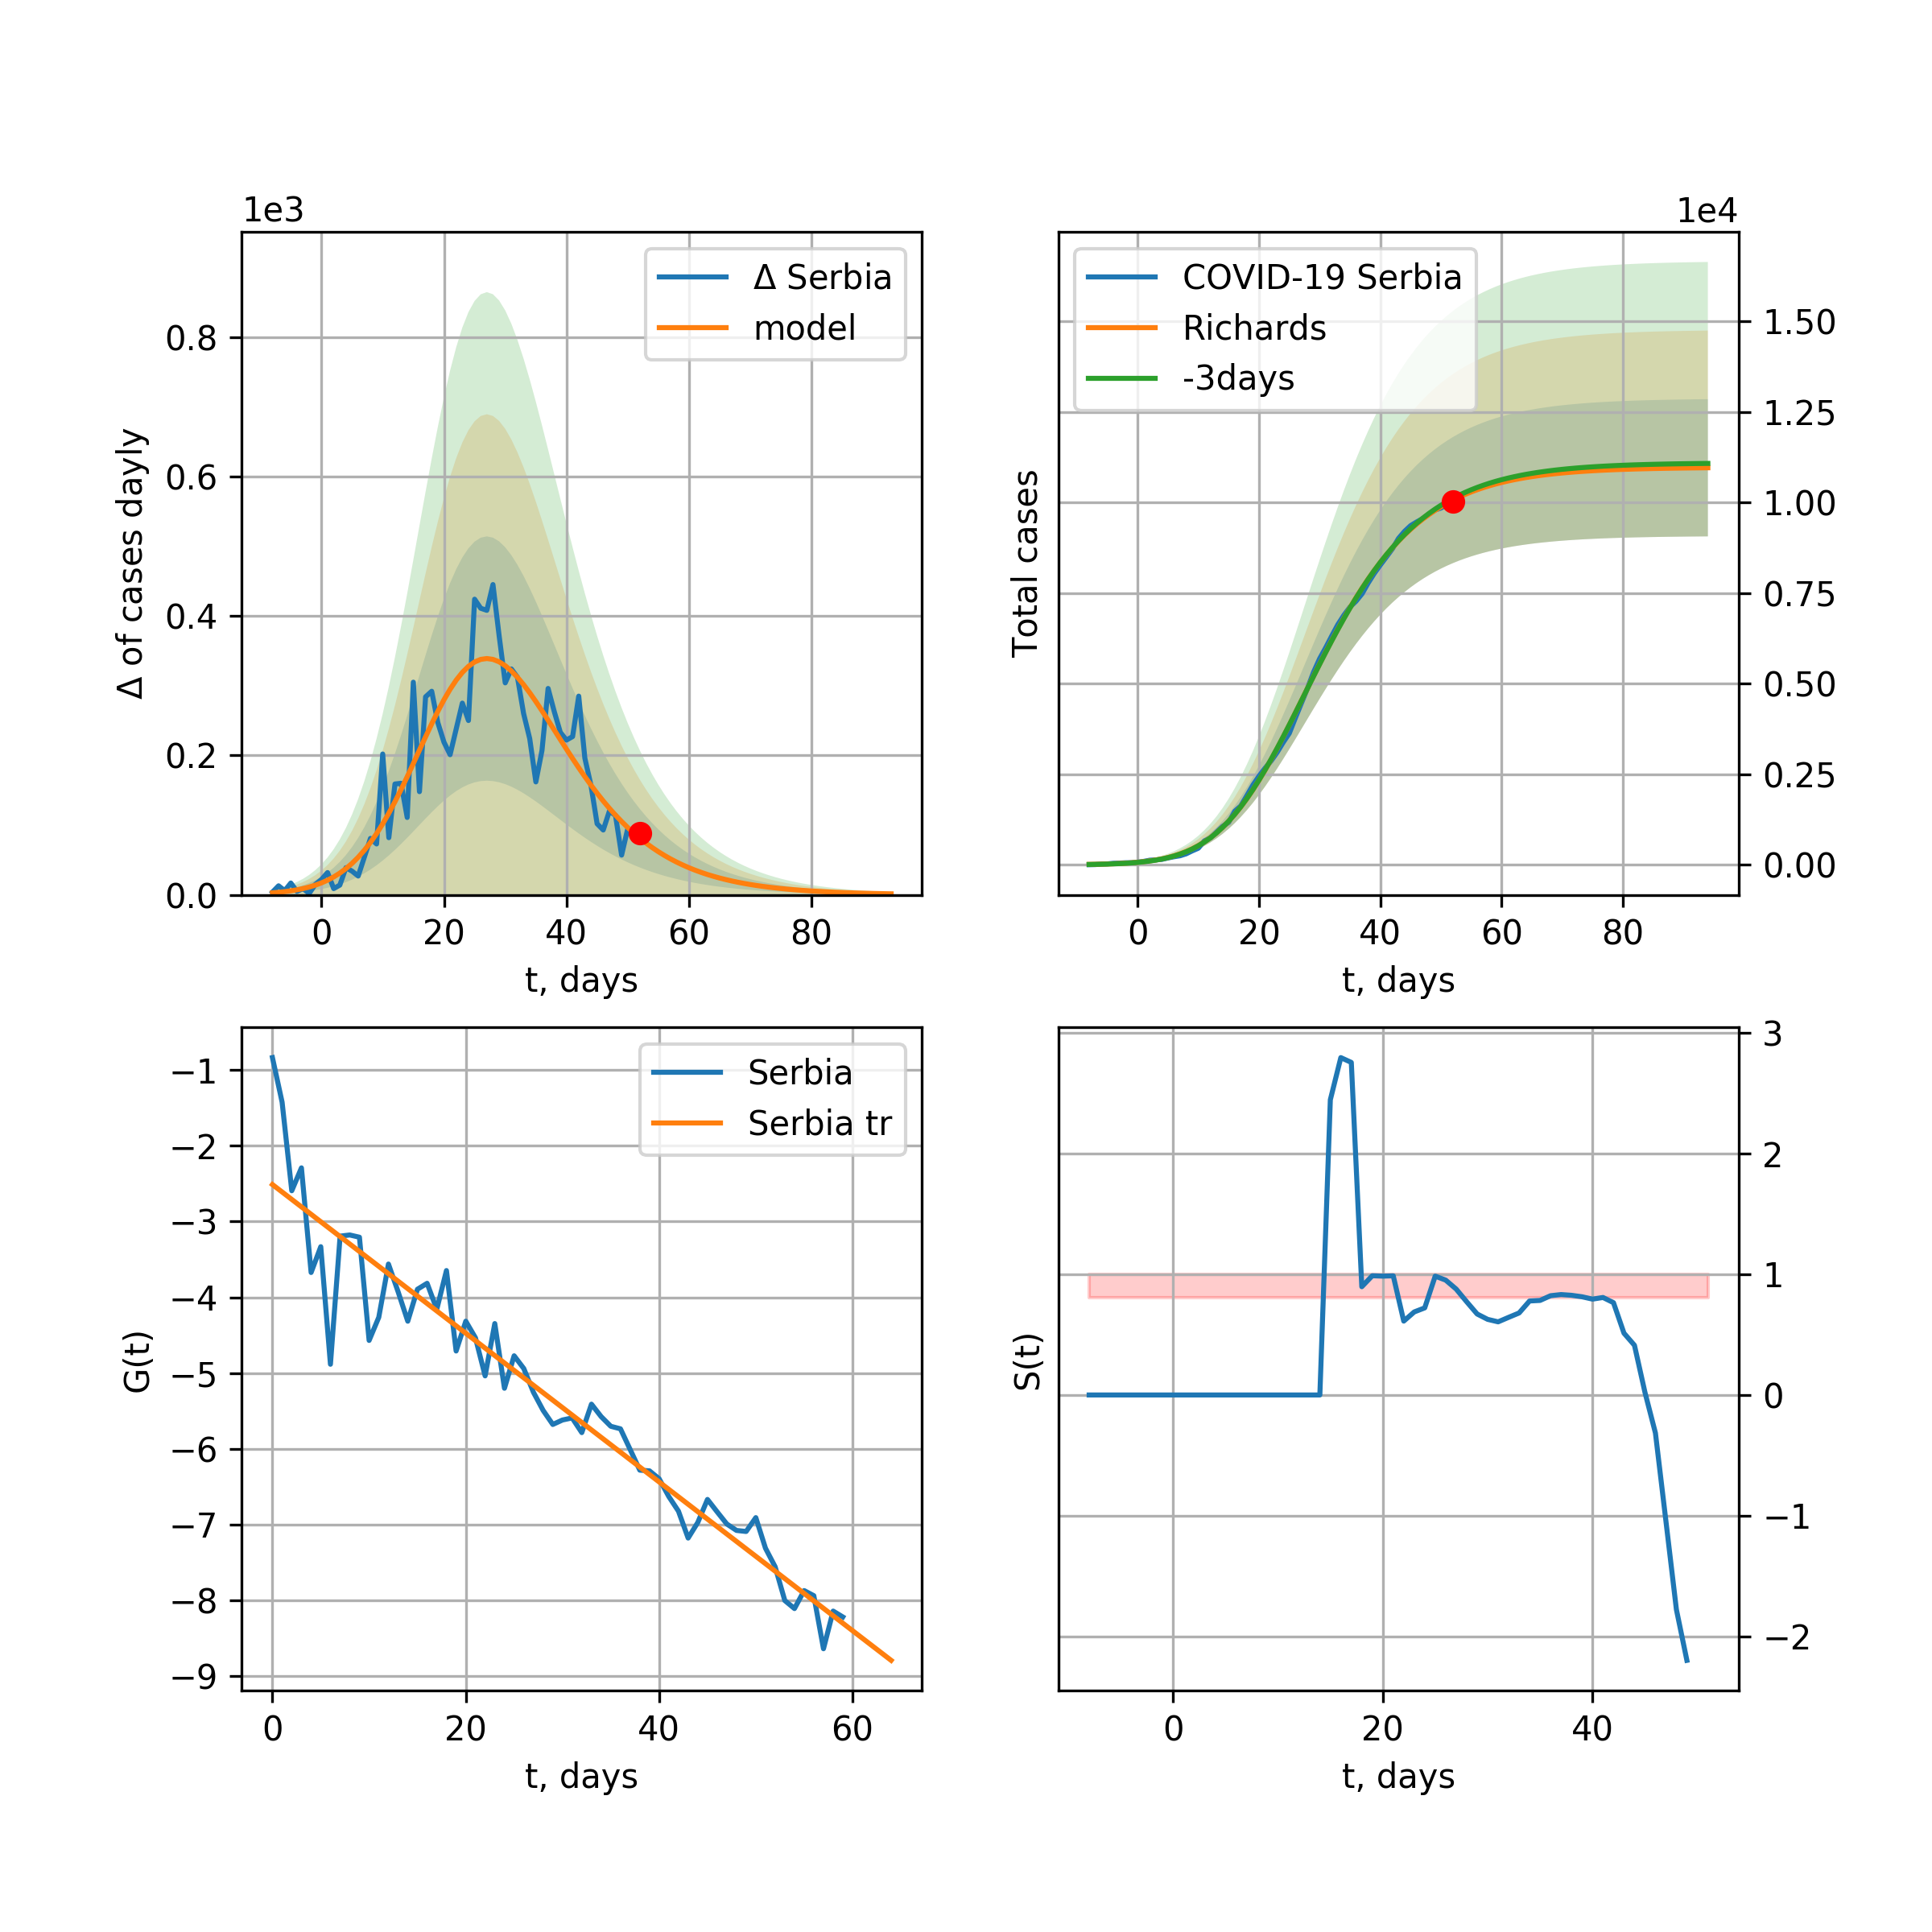 1e3
Δ Serbia
model
0.8
0.6
0.4
0.2
0.0
Δ of cases dayly
0 20 40 60 80
t, days
1e4
COVID-19 Serbia
Richards
-3days
1.50
1.25
1.00
0.75
0.50
0.25
0.00
Total cases
0 20 40 60 80
t, days
Serbia
Serbia tr
−1
−2
−3
−4
−5
−6
−7
−8
−9
G(t)
0 20 40 60
t, days
3
2
1
0
−1
−2
S(t)
0 20 40
t, days